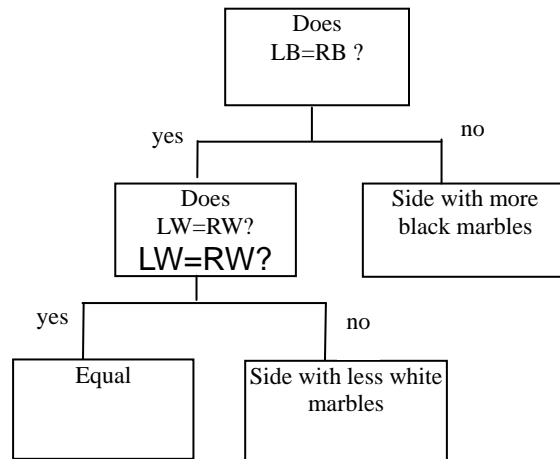 Does
LB=RB ?
yes
no
Does
LW=RW?
LW=RW?
Side with more
black marbles
yes
no
Equal
Side with less white
marbles